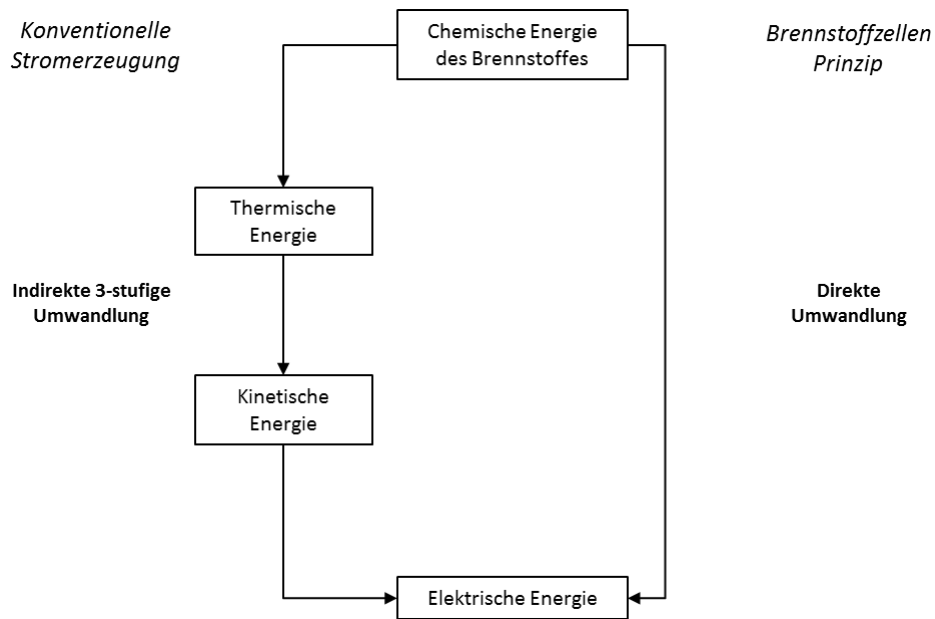 Konventionelle
Stromerzeugung
Chemische Energie
des Brennstoffes
Brennstoffzellen
Prinzip
Thermische
Energie
Indirekte 3-stufige
Umwandlung
Direkte
Umwandlung
Kinetische
Energie
Elektrische Energie